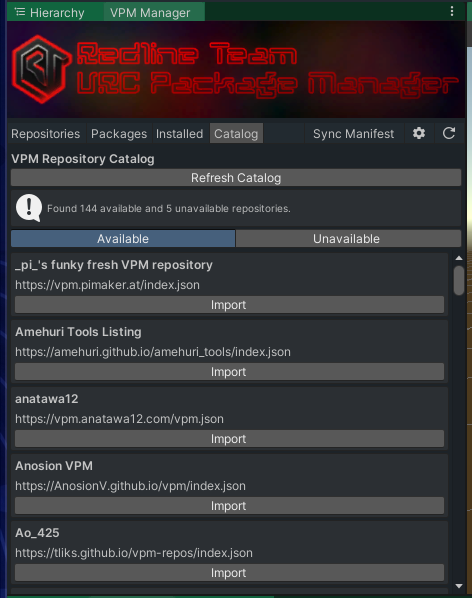 Hierarchy
VPM Manager
Redline Team
VRC Package Manager
Repositories Packages Installed Catalog Sync Manifest
VPM Repository Catalog
Refresh Catalog
Found 144 available and 5 unavailable repositories.
Available Unavailable
_pi_'s funky fresh VPM repository
https://vpm.pimaker.at/index.json
Import
Amehuri Tools Listing
https://amehuri.github.io/amehuri_tools/index.json
Import
anatawa12
https://vpm.anatawa12.com/vpm.json
Import
Anosion VPM
https://AnosionV.github.io/vpm/index.json
Import
Ao_425
https://tliks.github.io/vpm-repos/index.json
Import